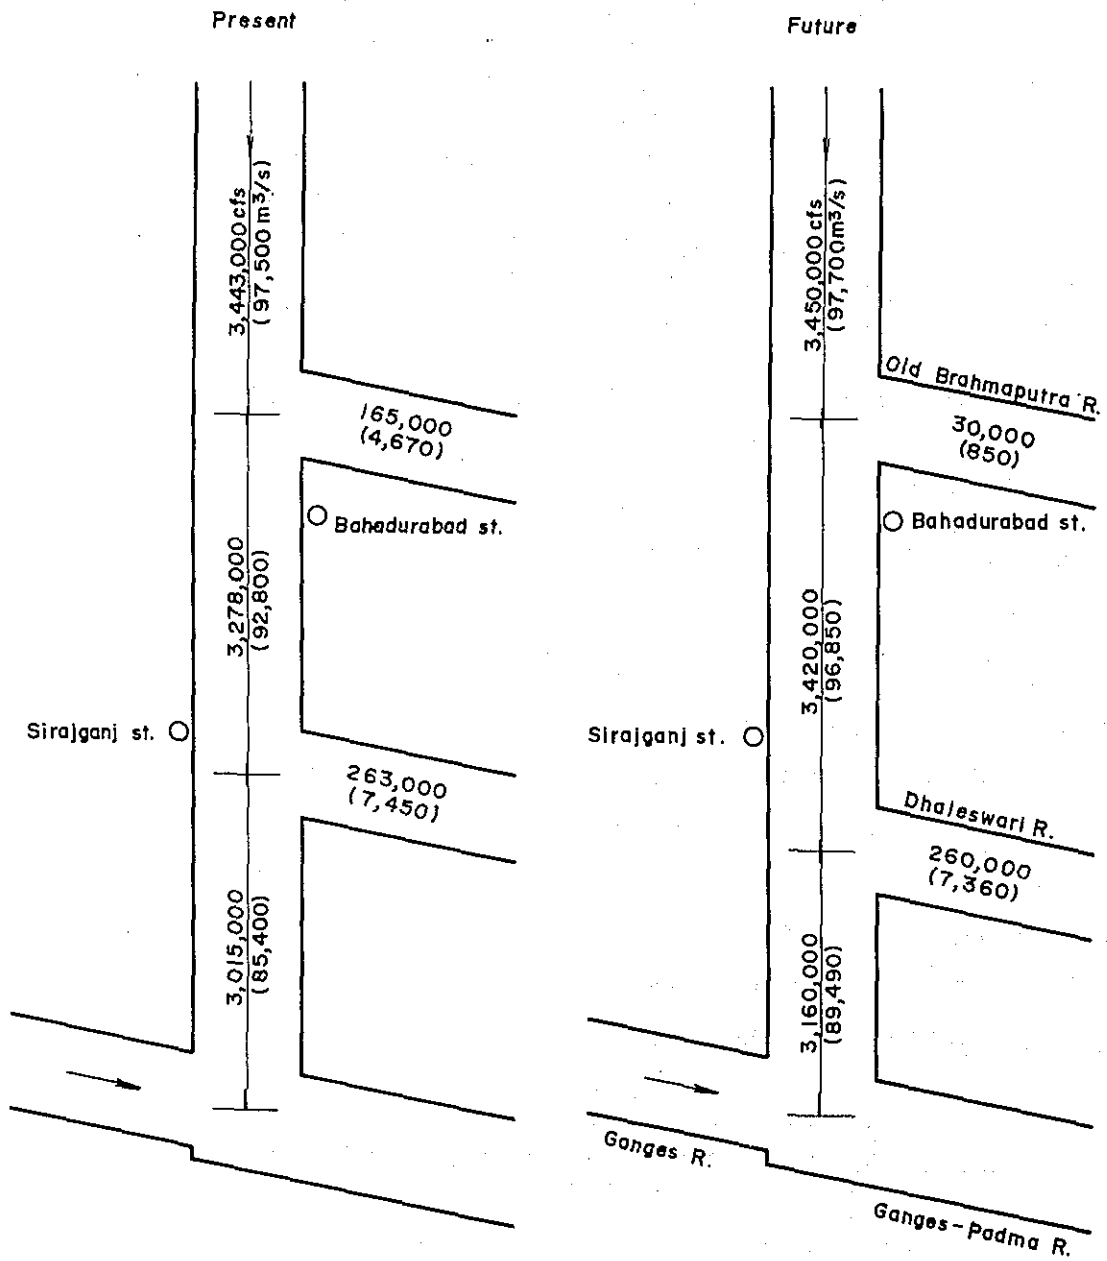 Present
3,443,000 cfs
(97,500 m³/s)
165,000
(4,670)
Bahadurabad st.
3,278,000
(92,800)
Sirajganj st.
263,000
(7,450)
3,015,000
(85,400)
Future
3,450,000 cfs
(97,700 m³/s)
Old Brahmaputra R.
30,000
(850)
Bahadurabad st.
3,420,000
(96,850)
Sirajganj st.
Dhaleswari R.
260,000
(7,360)
3,160,000
(89,490)
Ganges R.
Ganges-Padma R.